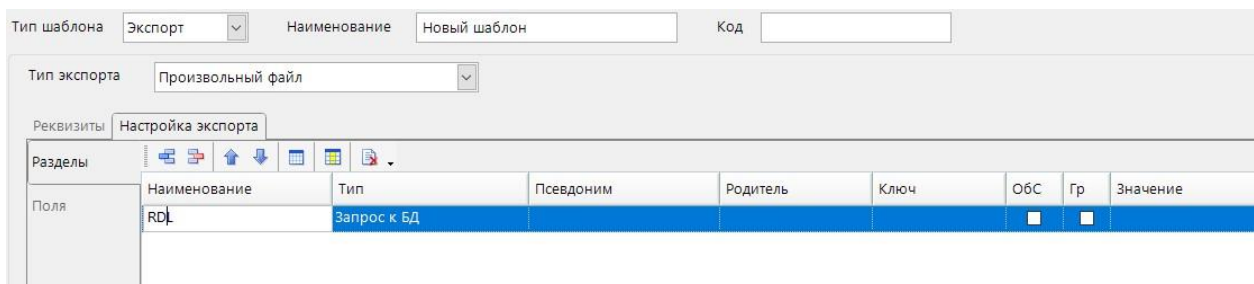 Тип шаблона Экспорт Наименование Новый шаблон Код
Тип экспорта Произвольный файл
Реквизиты Настройка экспорта
Разделы
Наименование Тип Псевдоним Родитель Ключ ОбС Гр Значение
Поля
RDL Запрос к БД